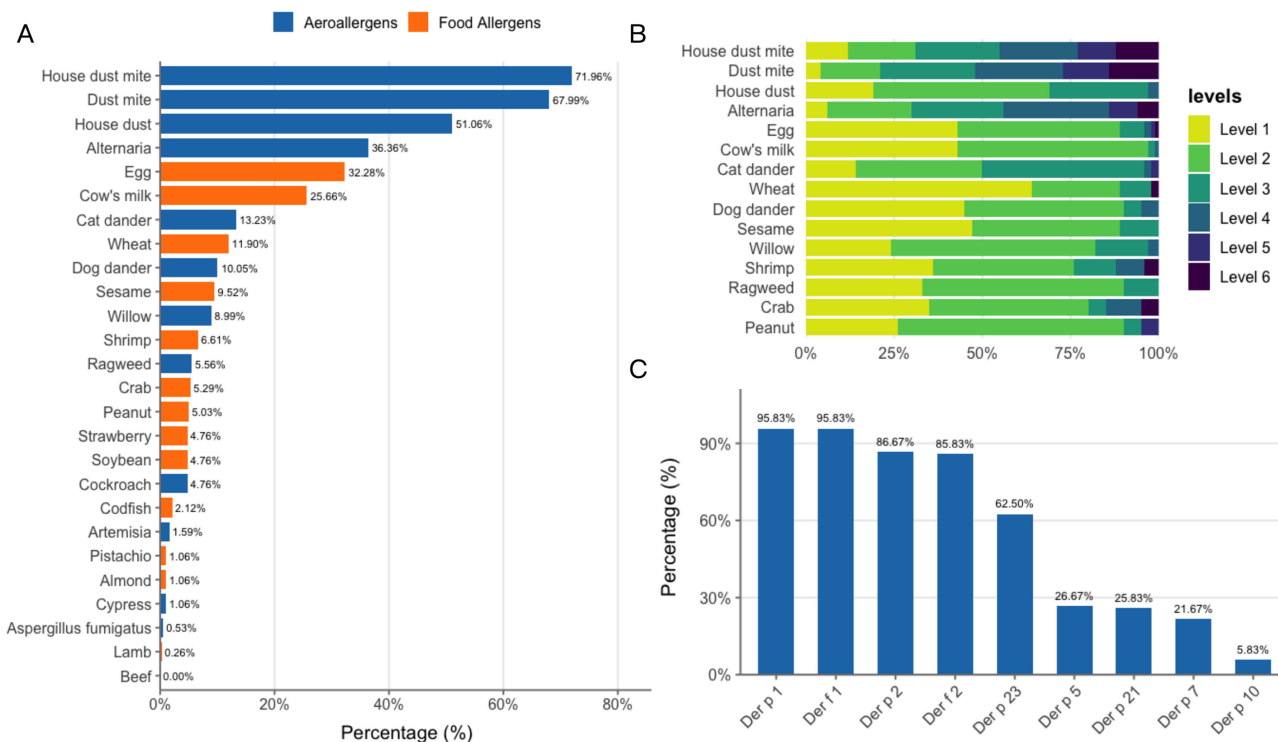 Aeroallergens Food Allergens
A
House dust mite 71.96%
Dust mite 67.99%
House dust 51.06%
Alternaria 36.36%
Egg 32.28%
Cow's milk 25.66%
Cat dander 13.23%
Wheat 11.90%
Dog dander 10.05%
Sesame 9.52%
Willow 8.99%
Shrimp 6.61%
Ragweed 5.56%
Crab 5.29%
Peanut 5.03%
Strawberry 4.76%
Soybean 4.76%
Cockroach 4.76%
Codfish 2.12%
Artemisia 1.59%
Pistachio 1.06%
Almond 1.06%
Cypress 1.06%
Aspergillus fumigatus 0.53%
Lamb 0.26%
Beef 0.00%
0% 20% 40% 60% 80%
Percentage (%)
B
House dust mite
Dust mite
House dust
Alternaria
Egg
Cow's milk
Cat dander
Wheat
Dog dander
Sesame
Willow
Shrimp
Ragweed
Crab
Peanut
0% 25% 50% 75% 100%
levels
Level 1
Level 2
Level 3
Level 4
Level 5
Level 6
C
Percentage (%)
90%
60%
30%
0%
95.83% 95.83% 86.67% 85.83% 62.50% 26.67% 25.83% 21.67% 5.83%
Der p 1 Der f 1 Der p 2 Der f 2 Der p 23 Der p 5 Der p 21 Der p 7 Der p 10